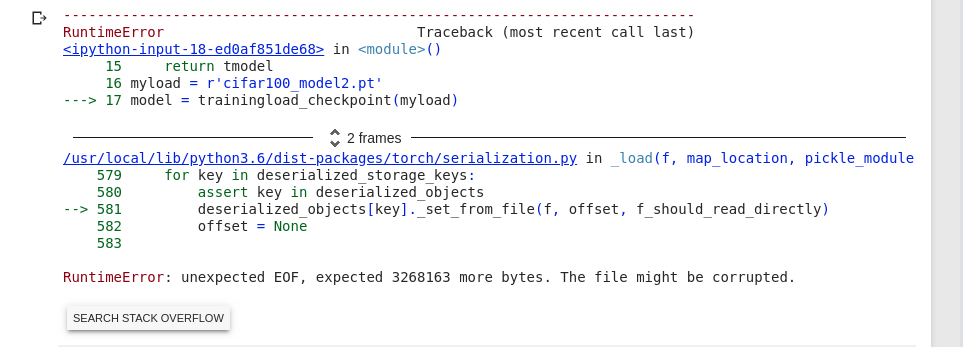 ---------------------------------------------------------------------------
RuntimeError                              Traceback (most recent call last)
<ipython-input-18-ed0af851de68> in <module>()
     15     return tmodel
     16 myload = r'cifar100_model2.pt'
---> 17 model = trainingload_checkpoint(myload)
2 frames
/usr/local/lib/python3.6/dist-packages/torch/serialization.py in _load(f, map_location, pickle_module
    579     for key in deserialized_storage_keys:
    580         assert key in deserialized_objects
--> 581         deserialized_objects[key]._set_from_file(f, offset, f_should_read_directly)
    582         offset = None
    583
RuntimeError: unexpected EOF, expected 3268163 more bytes. The file might be corrupted.
SEARCH STACK OVERFLOW